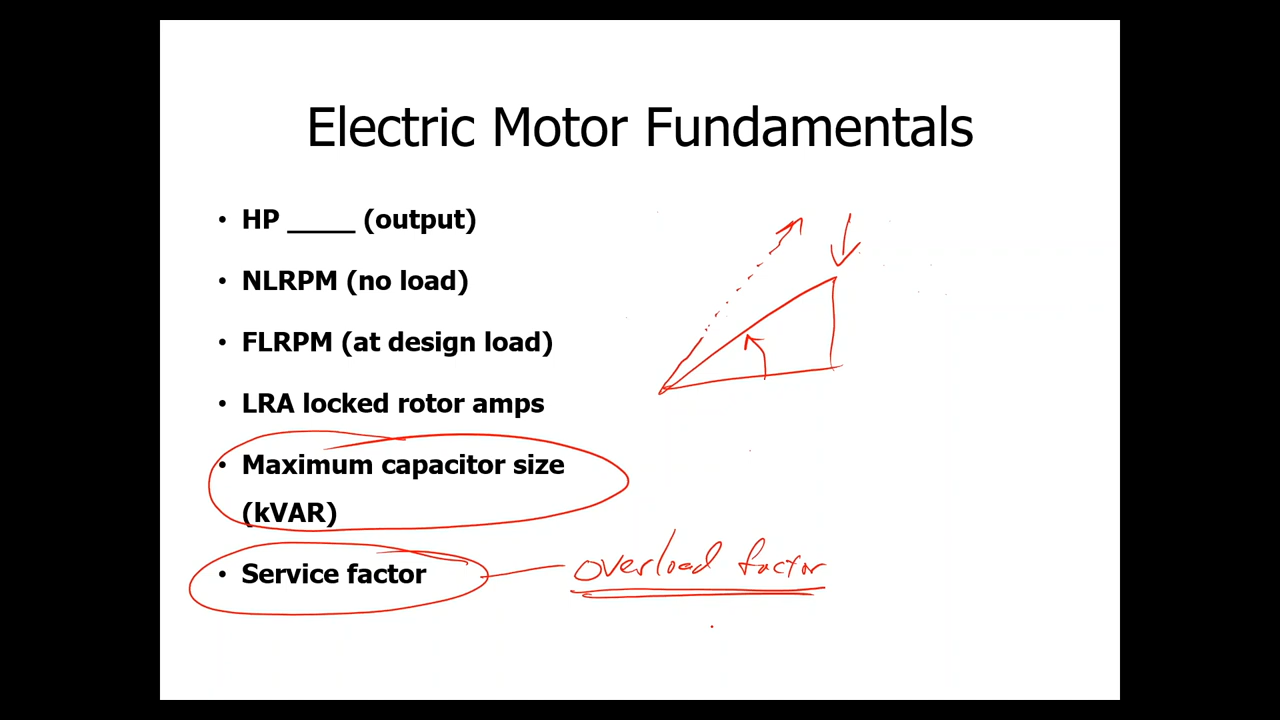 Electric Motor Fundamentals
• HP ____ (output)
• NLRPM (no load)
• FLRPM (at design load)
• LRA locked rotor amps
• Maximum capacitor size
(kVAR)
• Service factor
overload factor